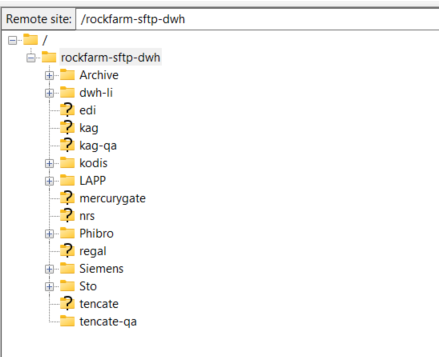 Remote site: /rockfarm-sftp-dwh
/
rockfarm-sftp-dwh
Archive
dwh-li
? edi
? kag
? kag-qa
kodis
LAPP
? mercurygate
? nrs
Phibro
? regal
Siemens
Sto
? tencate
tencate-qa